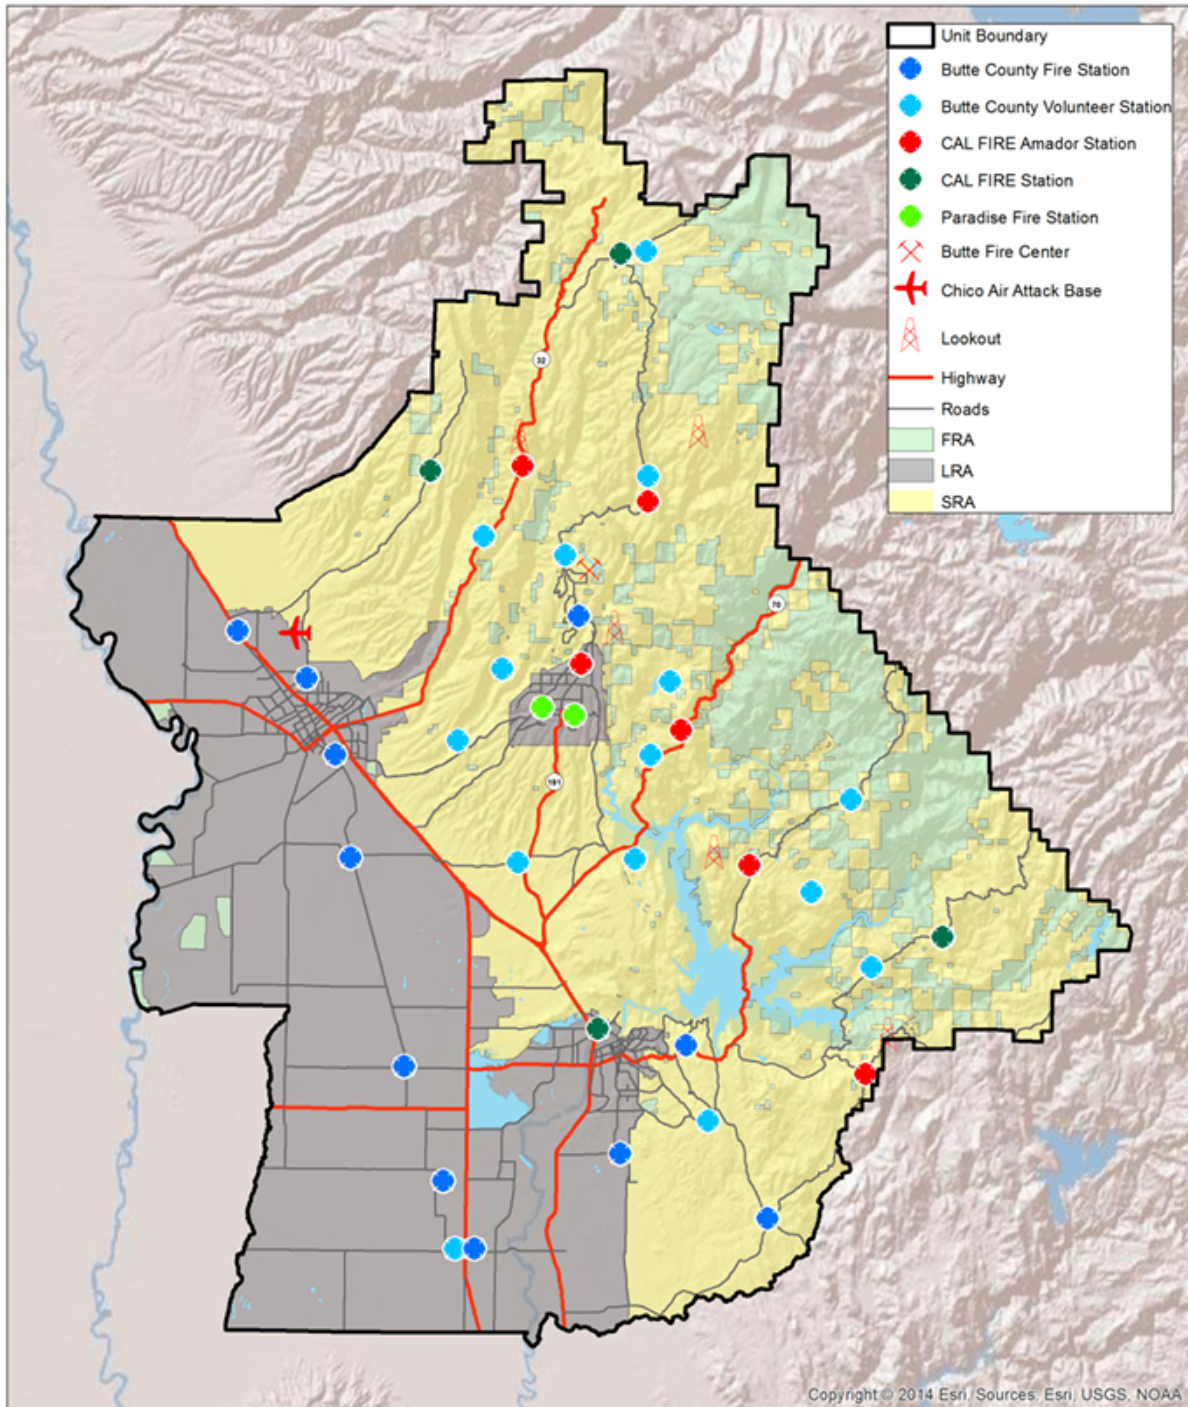 Unit Boundary
Butte County Fire Station
Butte County Volunteer Station
CAL FIRE Amador Station
CAL FIRE Station
Paradise Fire Station
Butte Fire Center
Chico Air Attack Base
Lookout
Highway
Roads
FRA
LRA
SRA
32
70
191
Copyright © 2014 Esri, Sources, Esri, USGS, NOAA